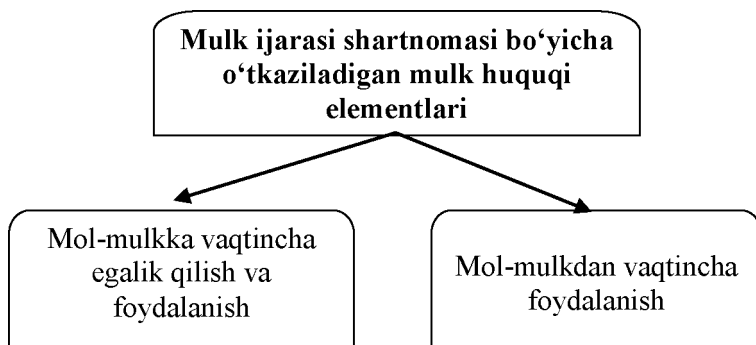 Mulk ijarasi shartnomasi bo‘yicha
o‘tkaziladigan mulk huquqi
elementlari
Mol-mulkka vaqtincha
egalik qilish va
foydalanish
Mol-mulkdan vaqtincha
foydalanish